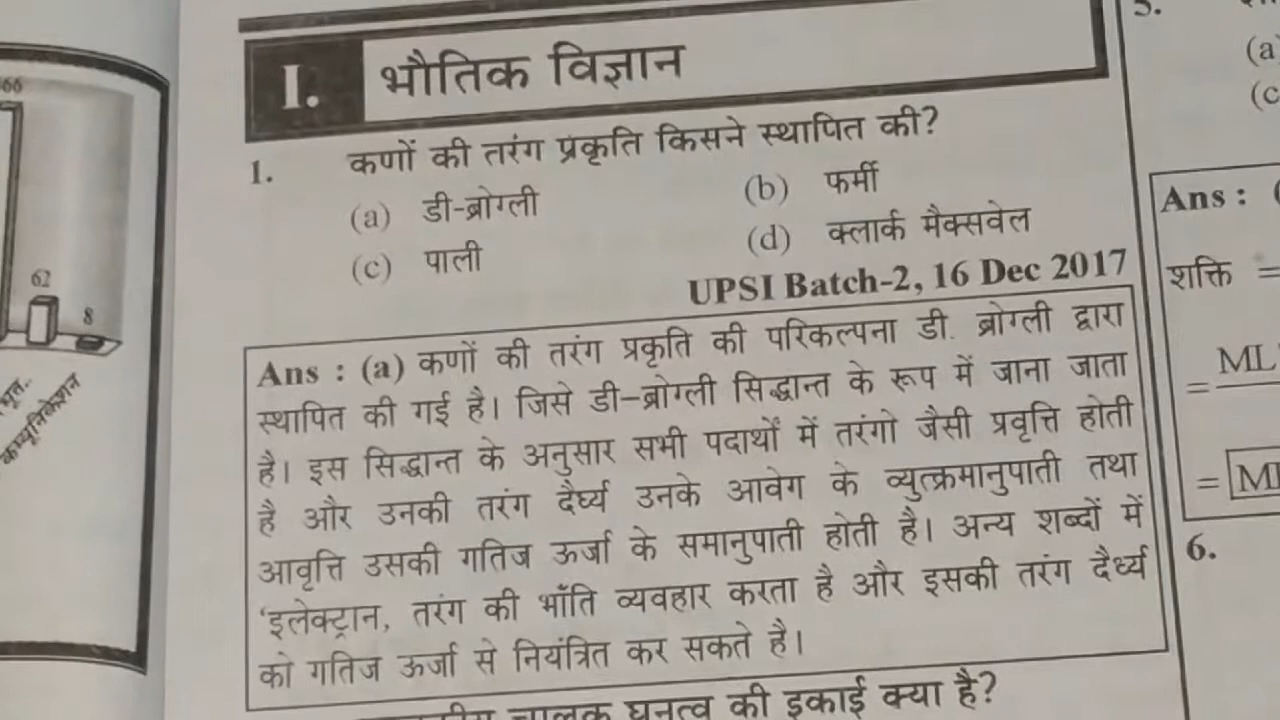 66
62
8
कम्यूनिकेशन
I. भौतिक विज्ञान
1. कणों की तरंग प्रकृति किसने स्थापित की?
(a) डी-ब्रोग्ली (b) फर्मी
(c) पाली (d) क्लार्क मैक्सवेल
UPSI Batch-2, 16 Dec 2017
Ans : (a) कणों की तरंग प्रकृति की परिकल्पना डी. ब्रोग्ली द्वारा
स्थापित की गई है। जिसे डी–ब्रोग्ली सिद्धान्त के रूप में जाना जाता
है। इस सिद्धान्त के अनुसार सभी पदार्थों में तरंगो जैसी प्रवृत्ति होती
है और उनकी तरंग दैर्घ्य उनके आवेग के व्युत्क्रमानुपाती तथा
आवृत्ति उसकी गतिज ऊर्जा के समानुपाती होती है। अन्य शब्दों में
‘इलेक्ट्रान, तरंग की भाँति व्यवहार करता है और इसकी तरंग दैर्ध्य
को गतिज ऊर्जा से नियंत्रित कर सकते है।
चालक घनत्व की इकाई क्या है?
5.
(a
(c
Ans : (
शक्ति =
= ML
= M
6.